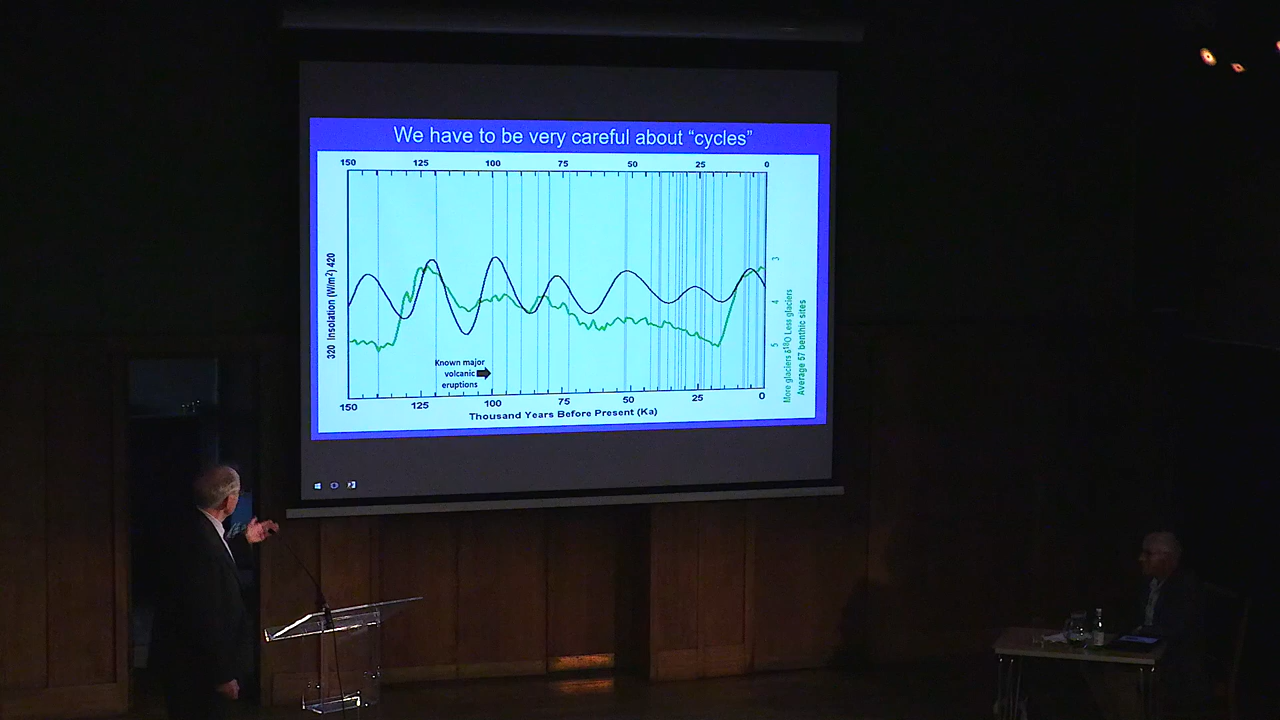 We have to be very careful about “cycles”
150 125 100 75 50 25 0
320 Insolation (W/m²) 420
3
4
5
More glaciers δ¹⁸O Less glaciers
Average 57 benthic sites
Known major
volcanic
eruptions
150 125 100 75 50 25 0
Thousand Years Before Present (Ka)